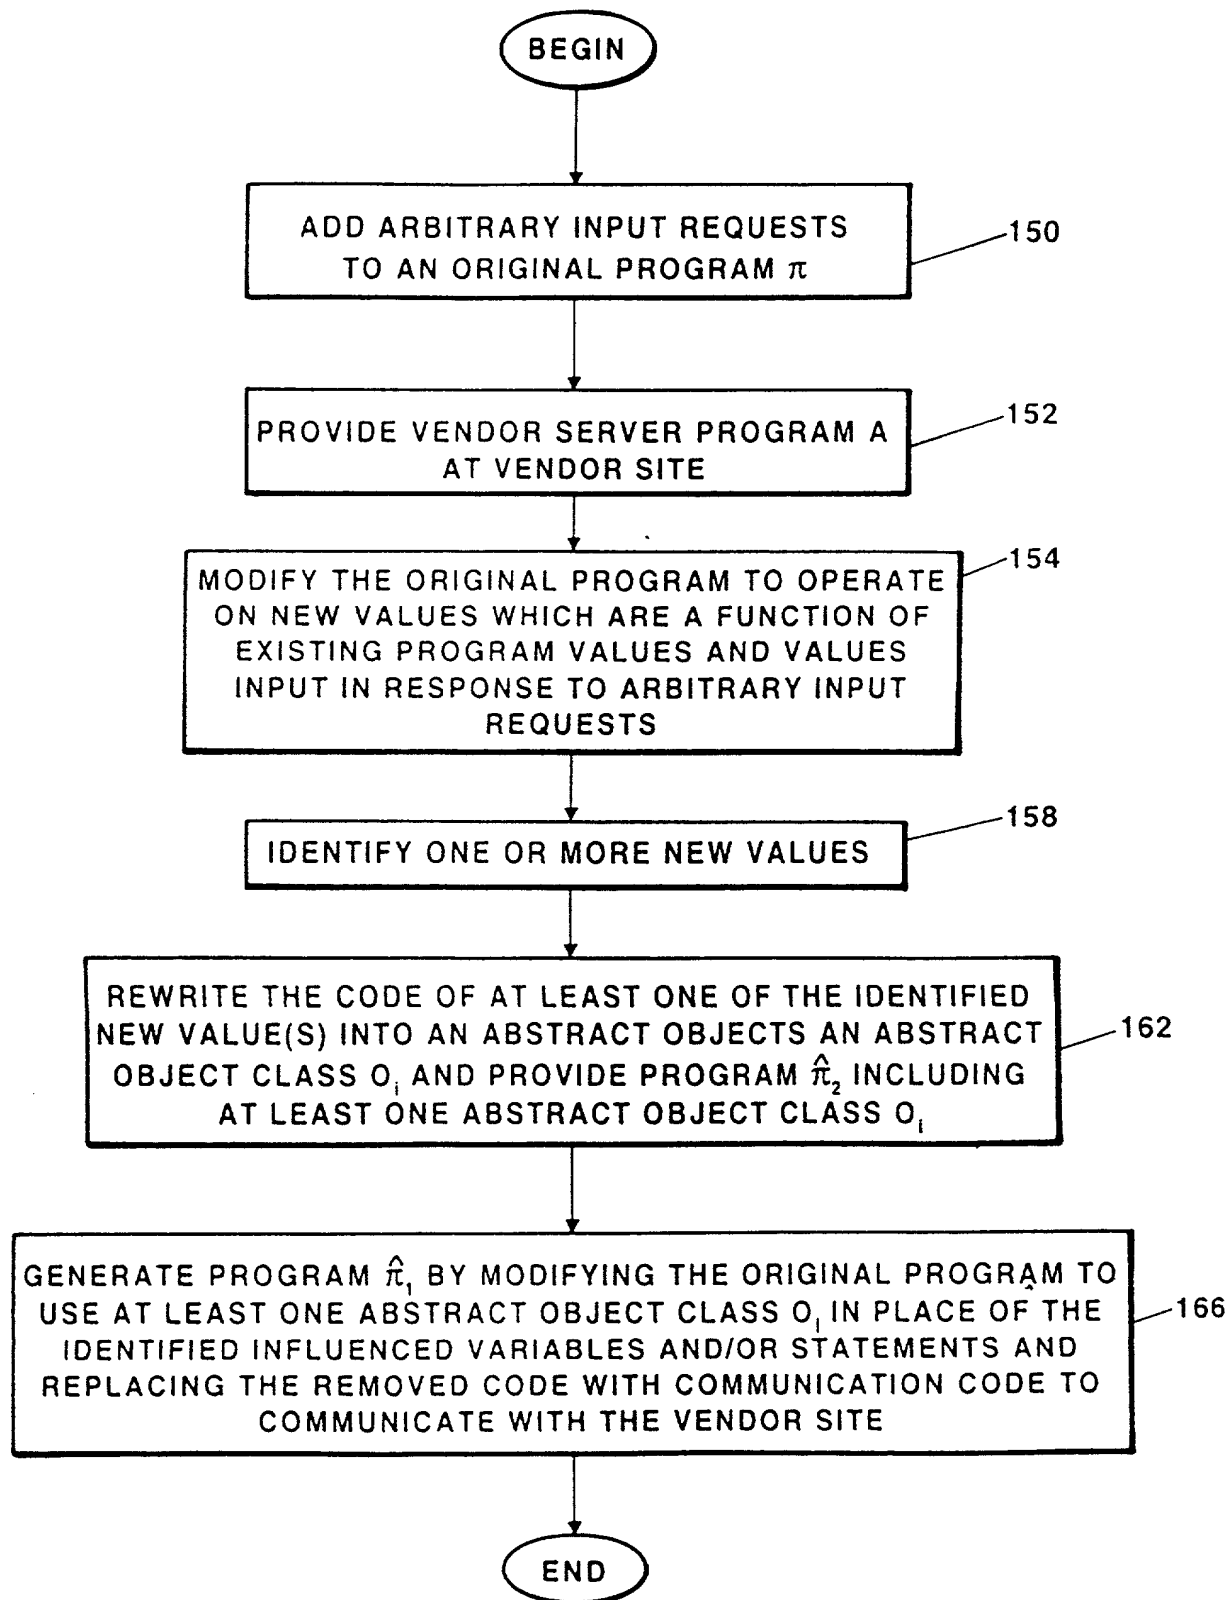 BEGIN
ADD ARBITRARY INPUT REQUESTS
TO AN ORIGINAL PROGRAM π
150
PROVIDE VENDOR SERVER PROGRAM A
AT VENDOR SITE
152
MODIFY THE ORIGINAL PROGRAM TO OPERATE
ON NEW VALUES WHICH ARE A FUNCTION OF
EXISTING PROGRAM VALUES AND VALUES
INPUT IN RESPONSE TO ARBITRARY INPUT
REQUESTS
154
IDENTIFY ONE OR MORE NEW VALUES
158
REWRITE THE CODE OF AT LEAST ONE OF THE IDENTIFIED
NEW VALUE(S) INTO AN ABSTRACT OBJECTS AN ABSTRACT
OBJECT CLASS Oᵢ AND PROVIDE PROGRAM π̂₂ INCLUDING
AT LEAST ONE ABSTRACT OBJECT CLASS Oᵢ
162
GENERATE PROGRAM π̂₁ BY MODIFYING THE ORIGINAL PROGRAM TO
USE AT LEAST ONE ABSTRACT OBJECT CLASS Oᵢ IN PLACE OF THE
IDENTIFIED INFLUENCED VARIABLES AND/OR STATEMENTS AND
REPLACING THE REMOVED CODE WITH COMMUNICATION CODE TO
COMMUNICATE WITH THE VENDOR SITE
166
END